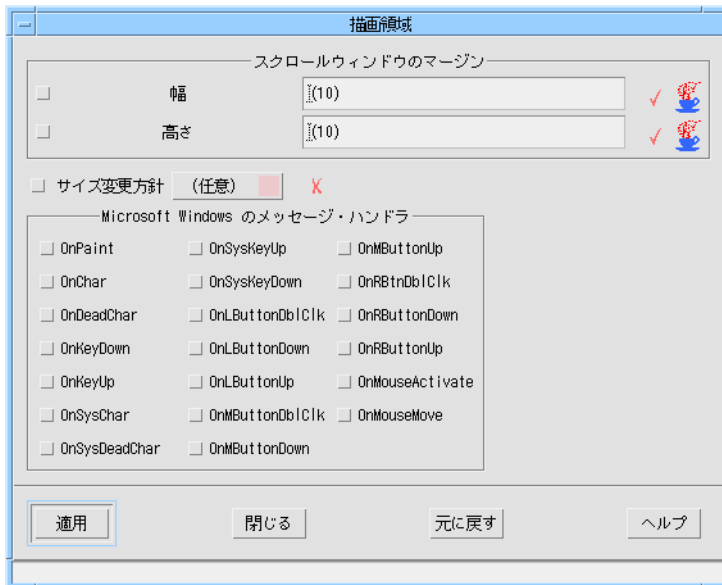 描画領域
スクロールウィンドウのマージン
幅 (10)
高さ (10)
サイズ変更方針 (任意)
Microsoft Windows のメッセージ・ハンドラ
OnPaint OnSysKeyUp OnMButtonUp
OnChar OnSysKeyDown OnRBtnDblClk
OnDeadChar OnLButtonDblClk OnRButtonDown
OnKeyDown OnLButtonDown OnRButtonUp
OnKeyUp OnLButtonUp OnMouseActivate
OnSysChar OnMButtonDblClk OnMouseMove
OnSysDeadChar OnMButtonDown
適用 閉じる 元に戻す ヘルプ